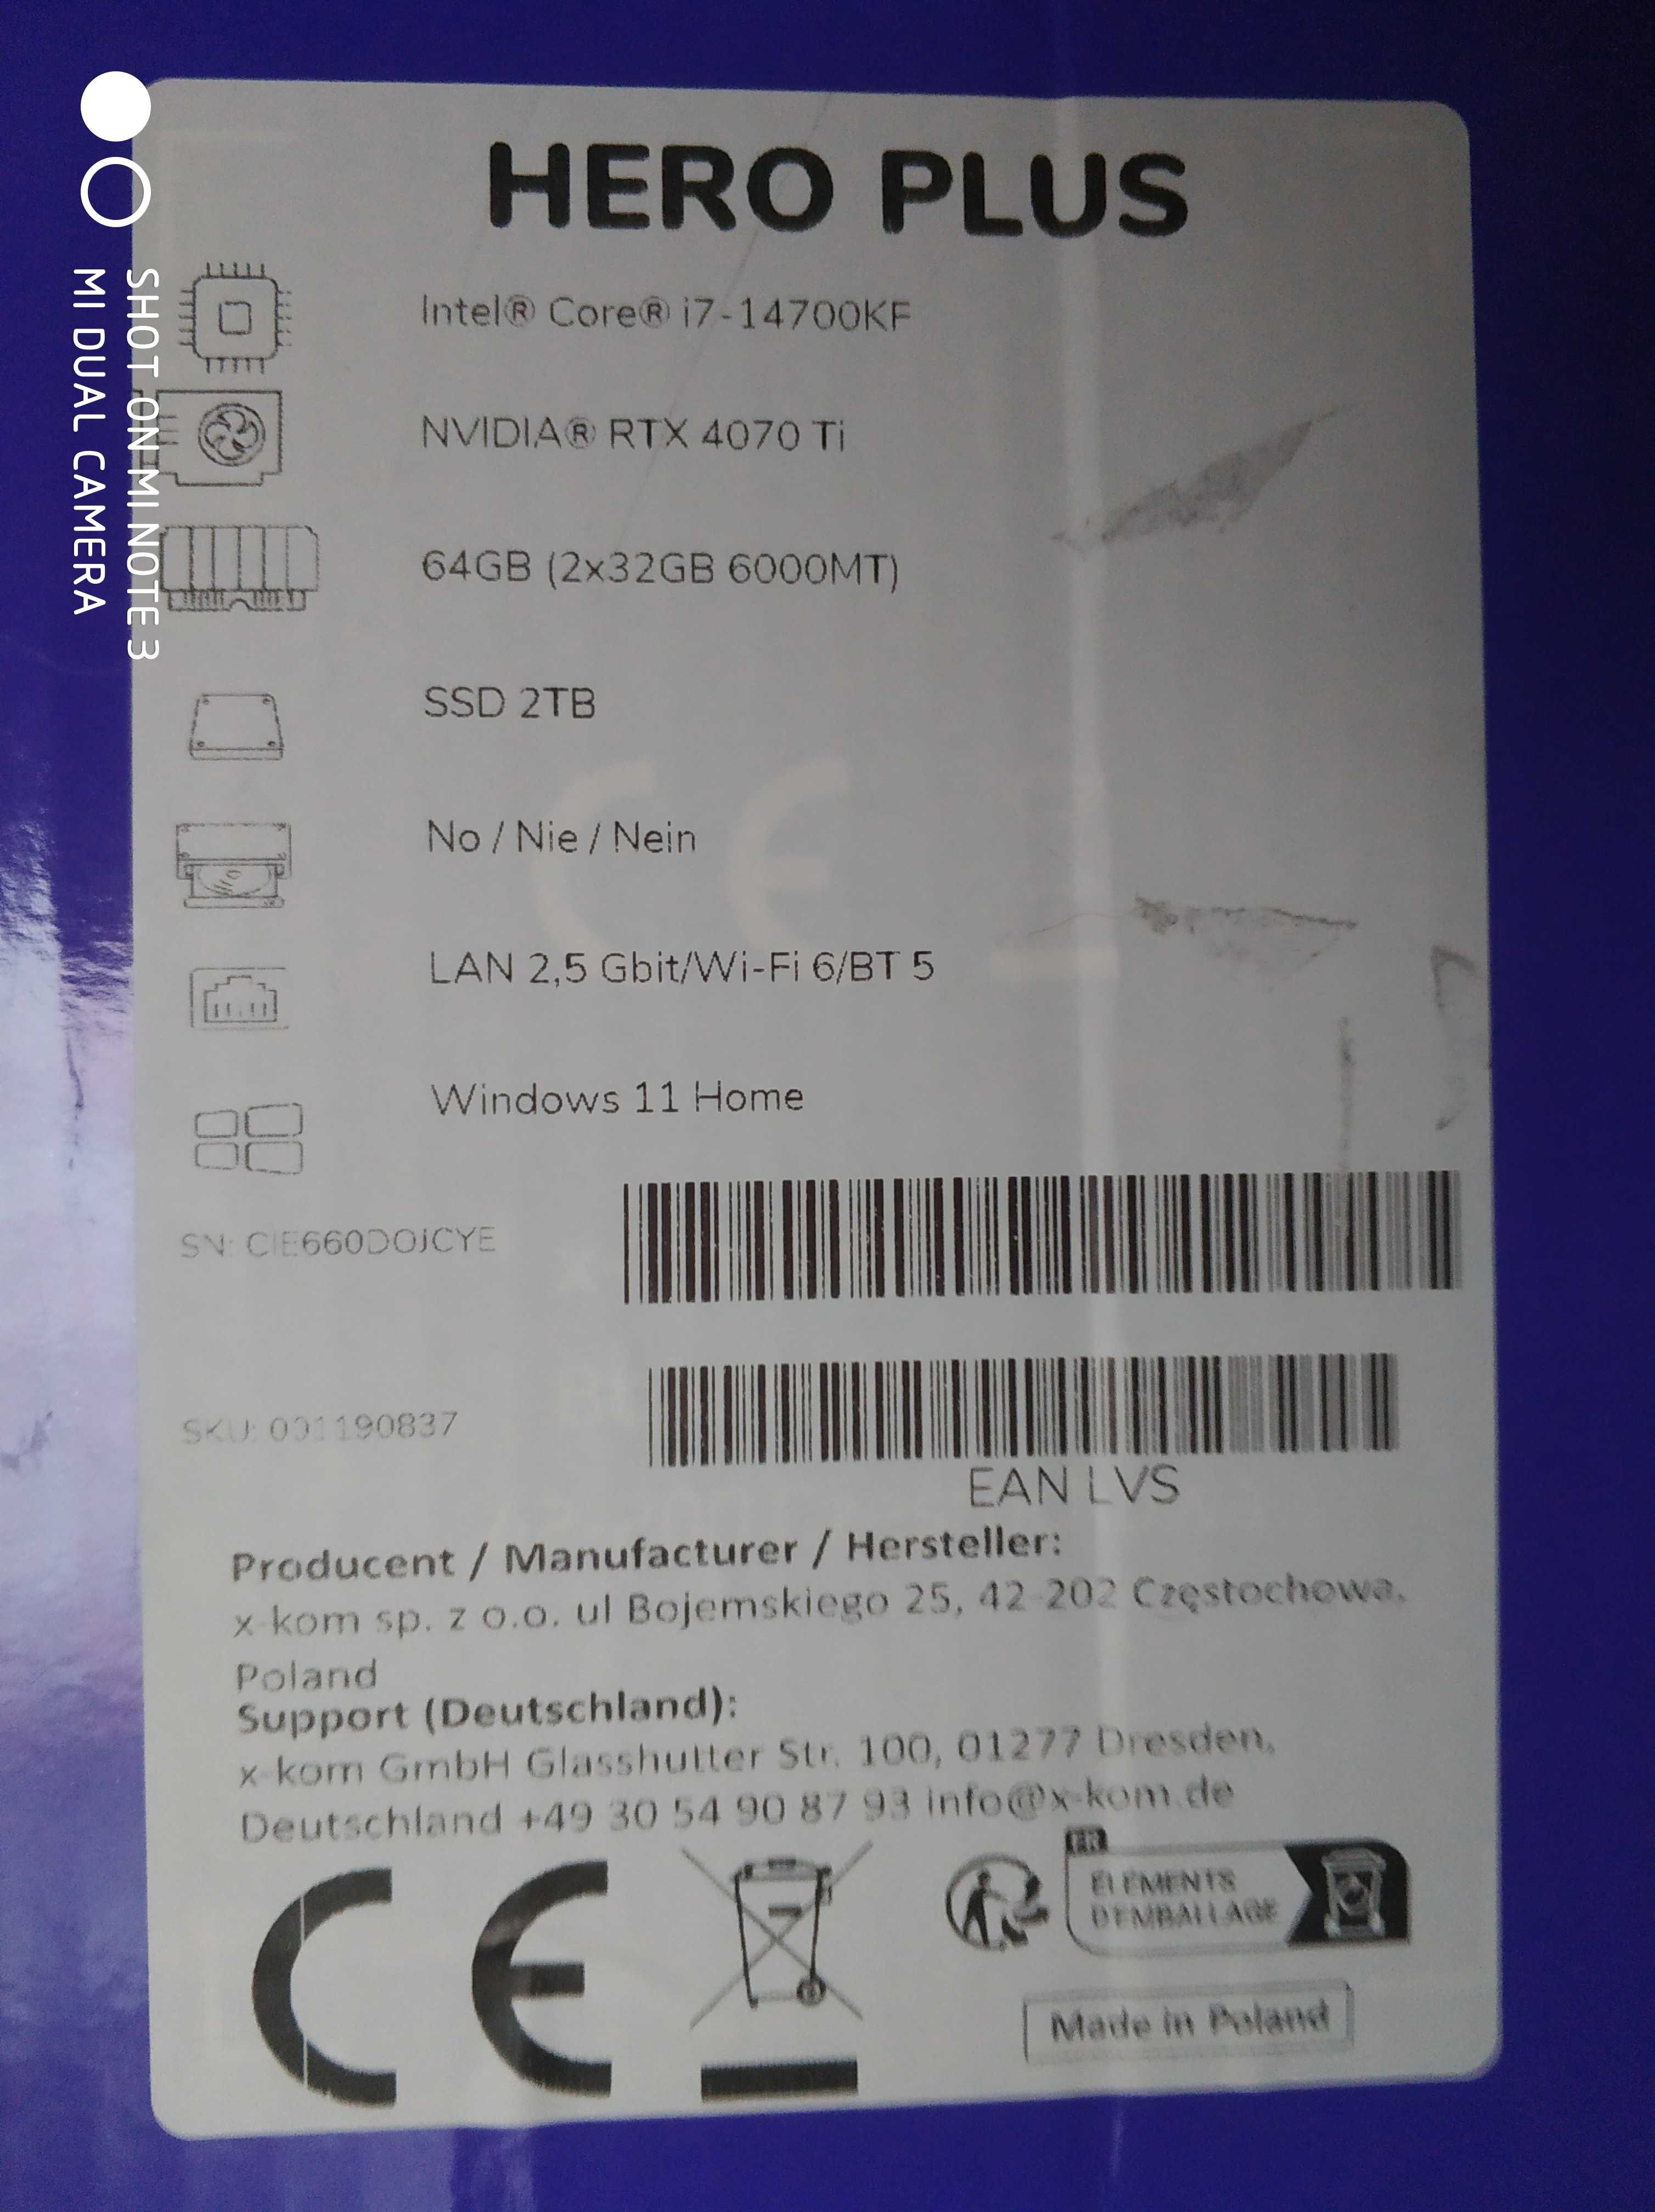 HERO PLUS
Intel® Core® i7-14700KF
NVIDIA® RTX 4070 Ti
64GB (2x32GB 6000MT)
SSD 2TB
No / Nie / Nein
LAN 2,5 Gbit/Wi-Fi 6/BT 5
Windows 11 Home
SN: CIE660DOJCYE
SKU: 001190837
EAN LVS
Producent / Manufacturer / Hersteller:
x-kom sp. z o.o. ul Bojemskiego 25, 42-202 Częstochowa,
Poland
Support (Deutschland):
x-kom GmbH Glasshutter Str. 100, 01277 Dresden,
Deutschland +49 30 54 90 87 93 info@x-kom.de
CE
FR
ÉLÉMENTS
D'EMBALLAGE
Made in Poland
SHOT ON MI NOTE 3
MI DUAL CAMERA